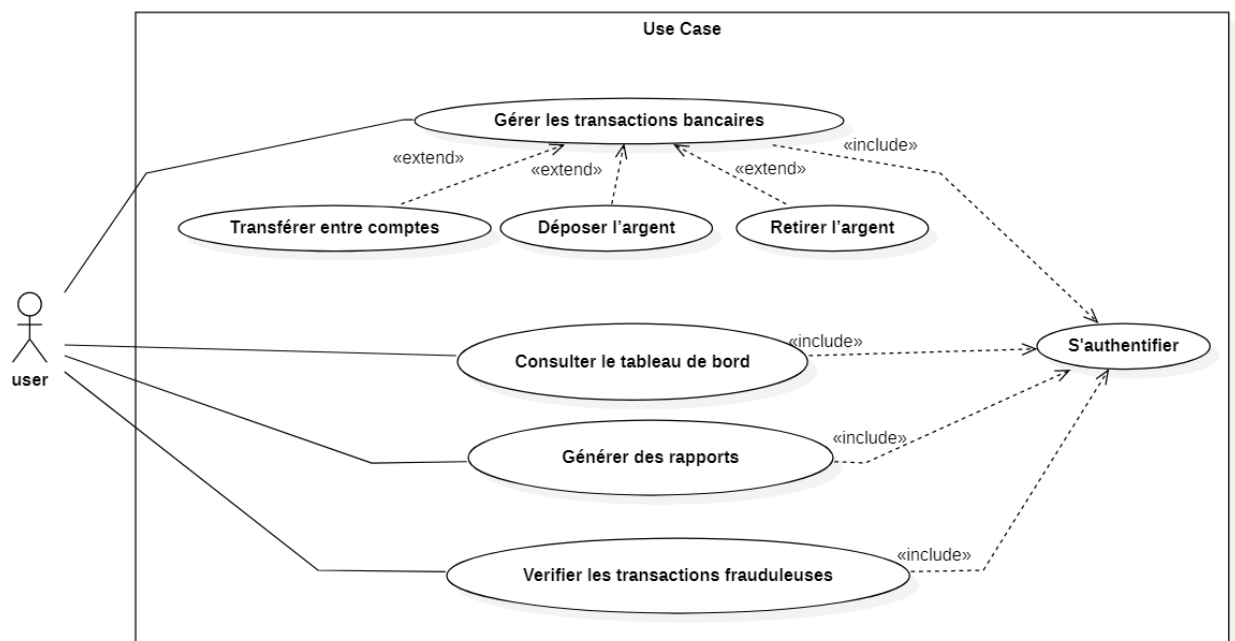 Use Case
Gérer les transactions bancaires
«include»
«extend»
«extend»
«extend»
Transférer entre comptes
Déposer l’argent
Retirer l’argent
user
Consulter le tableau de bord
«include»
S'authentifier
Générer des rapports
«include»
Verifier les transactions frauduleuses
«include»